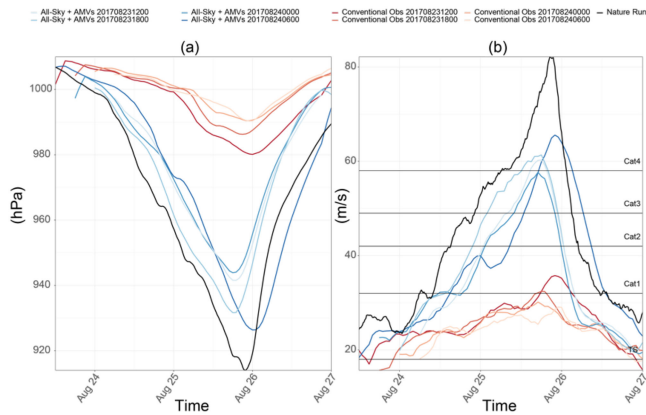 All-Sky + AMVs 201708231200 All-Sky + AMVs 201708240000 Conventional Obs 201708231200 Conventional Obs 201708240000 Nature Run
All-Sky + AMVs 201708231800 All-Sky + AMVs 201708240600 Conventional Obs 201708231800 Conventional Obs 201708240600
(a) (b)
1000
980
960
940
920
(hPa)
Aug 24 Aug 25 Aug 26 Aug 27
Time
80
60
40
20
(m/s)
Cat4
Cat3
Cat2
Cat1
TS
Aug 24 Aug 25 Aug 26 Aug 27
Time